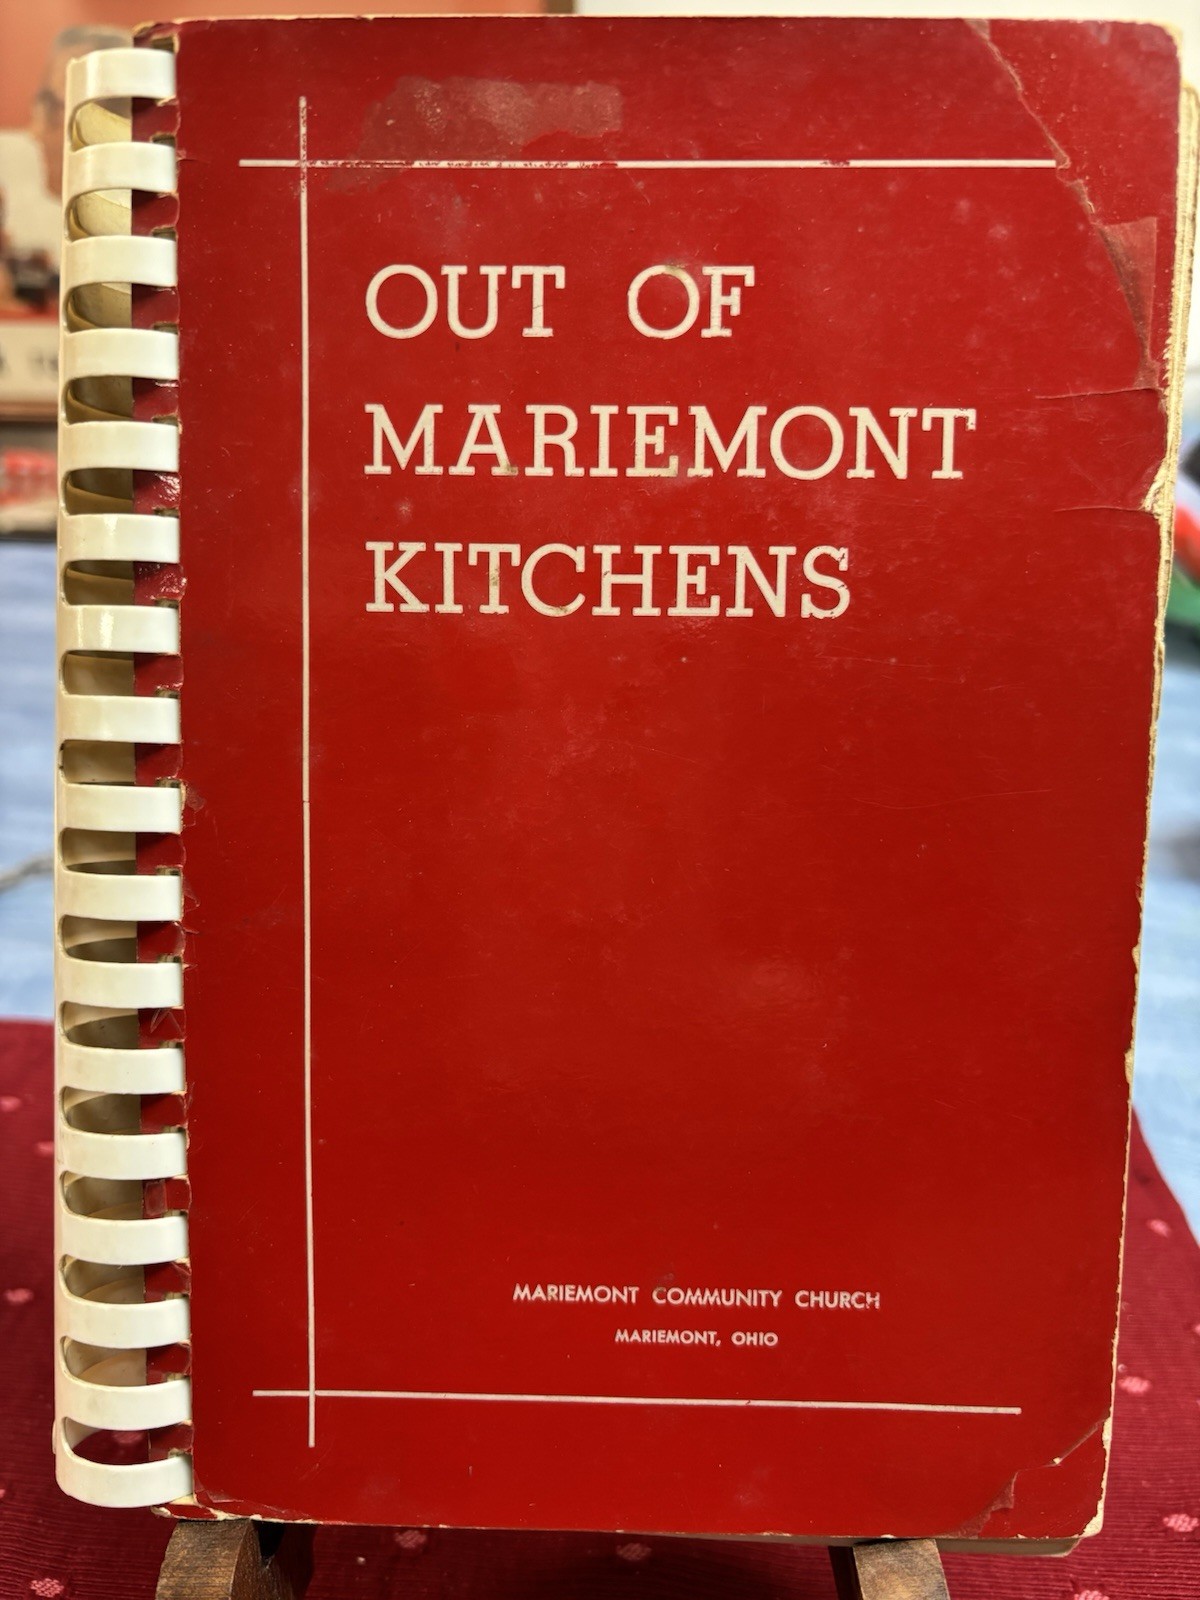 OUT OF
MARIEMONT
KITCHENS
MARIEMONT COMMUNITY CHURCH
MARIEMONT, OHIO